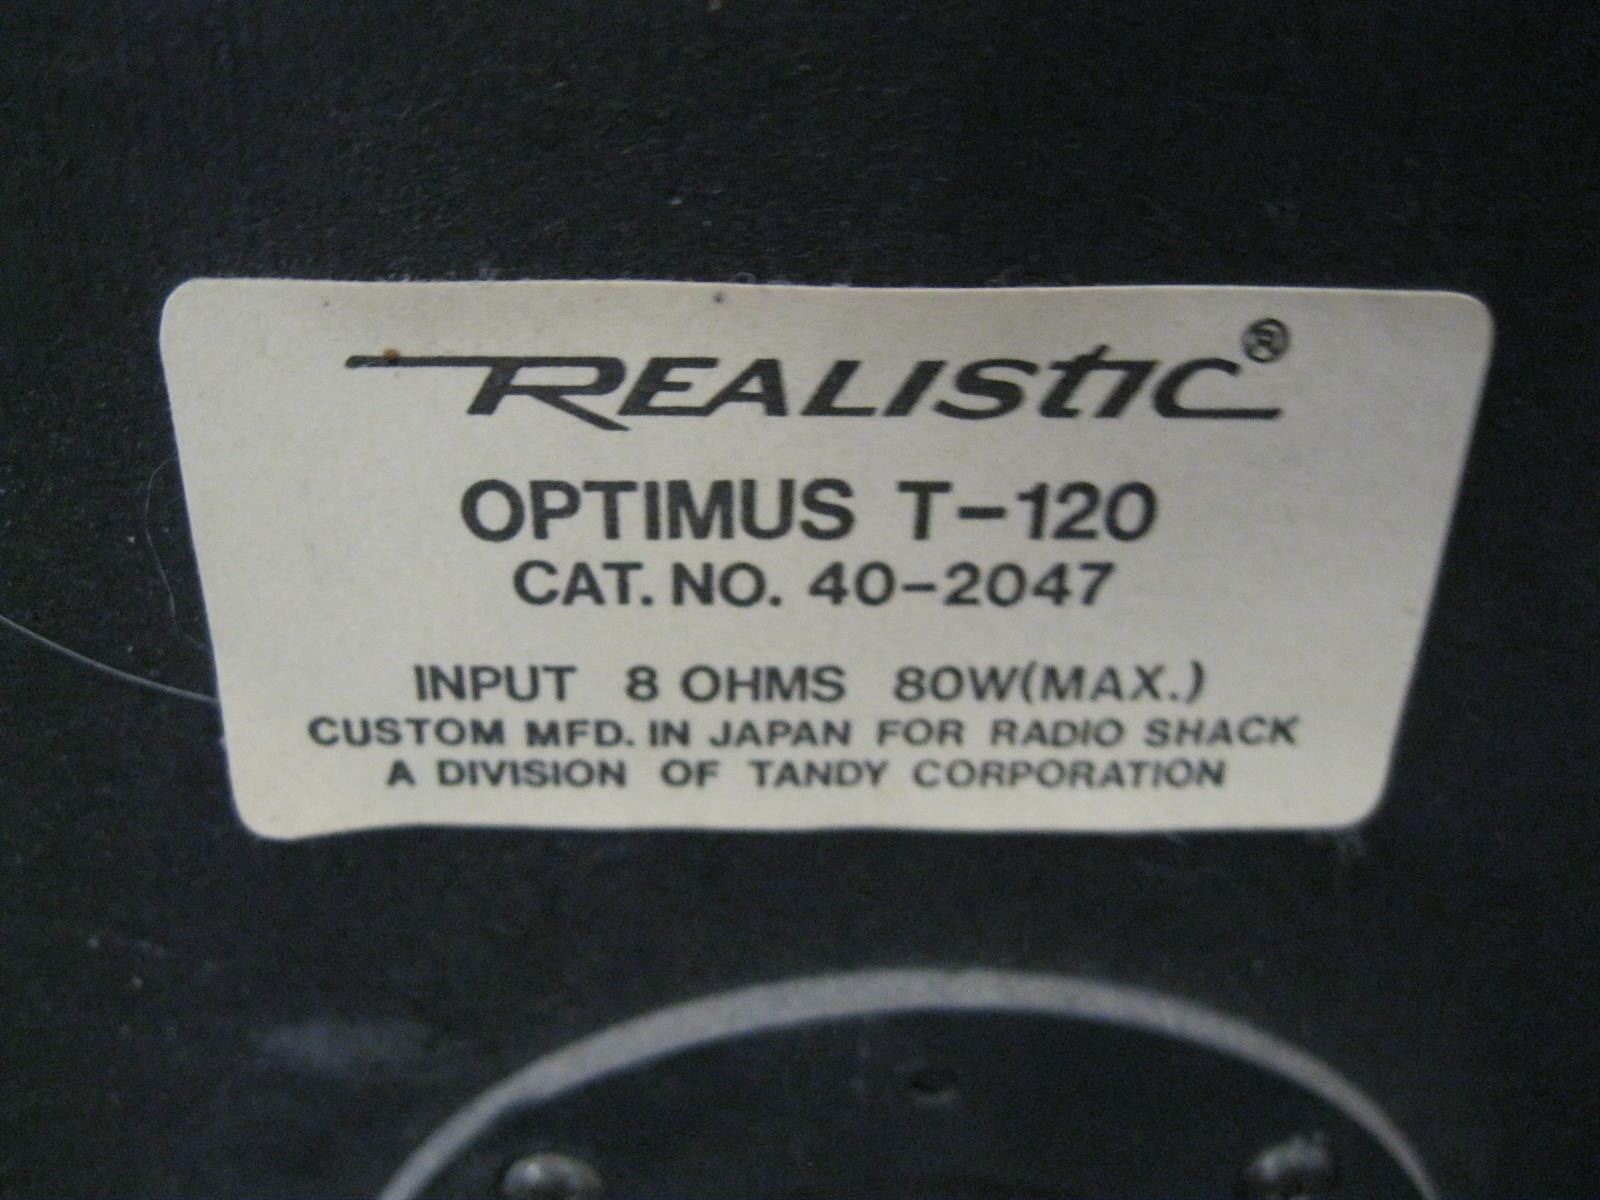 REALISTIC®
OPTIMUS T-120
CAT. NO. 40-2047
INPUT 8 OHMS 80W(MAX.)
CUSTOM MFD. IN JAPAN FOR RADIO SHACK
A DIVISION OF TANDY CORPORATION